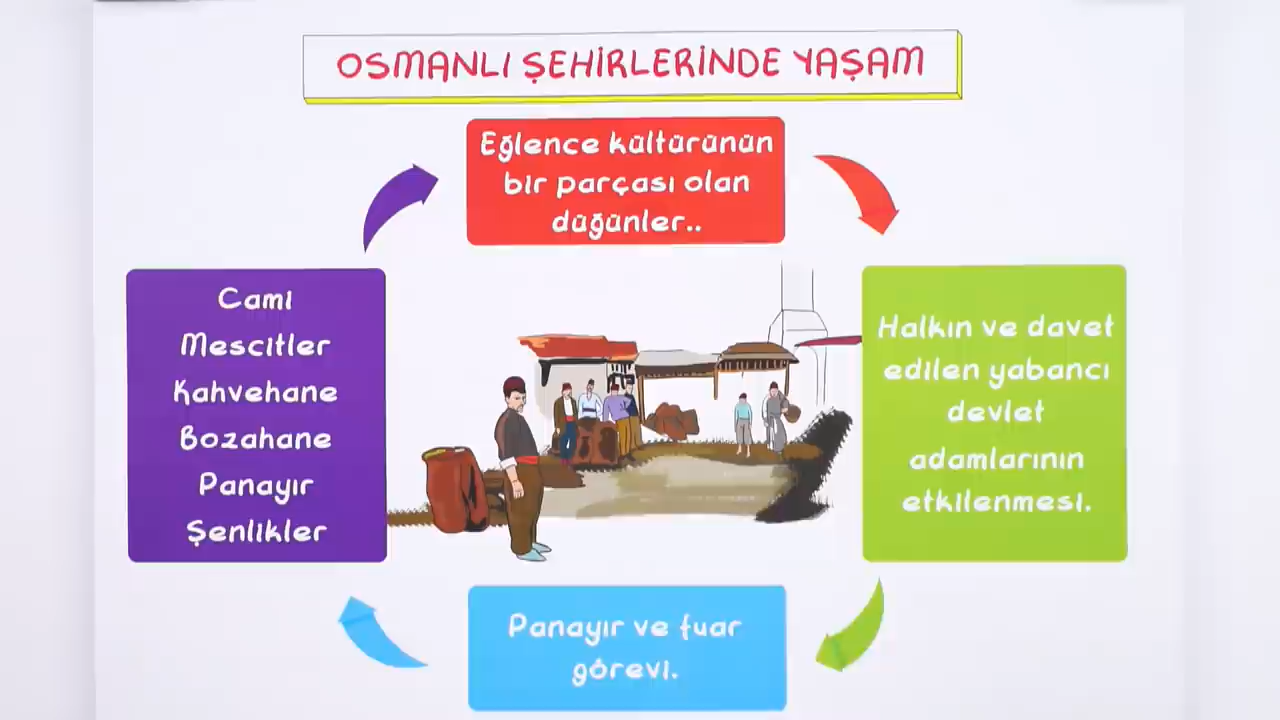 OSMANLI ŞEHİRLERİNDE YAŞAM
Eğlence kültürünün
bir parçası olan
düğünler..
Halkın ve davet
edilen yabancı
devlet
adamlarının
etkilenmesi.
Panayır ve fuar
görevi.
Cami
Mescitler
Kahvehane
Bozahane
Panayır
Şenlikler